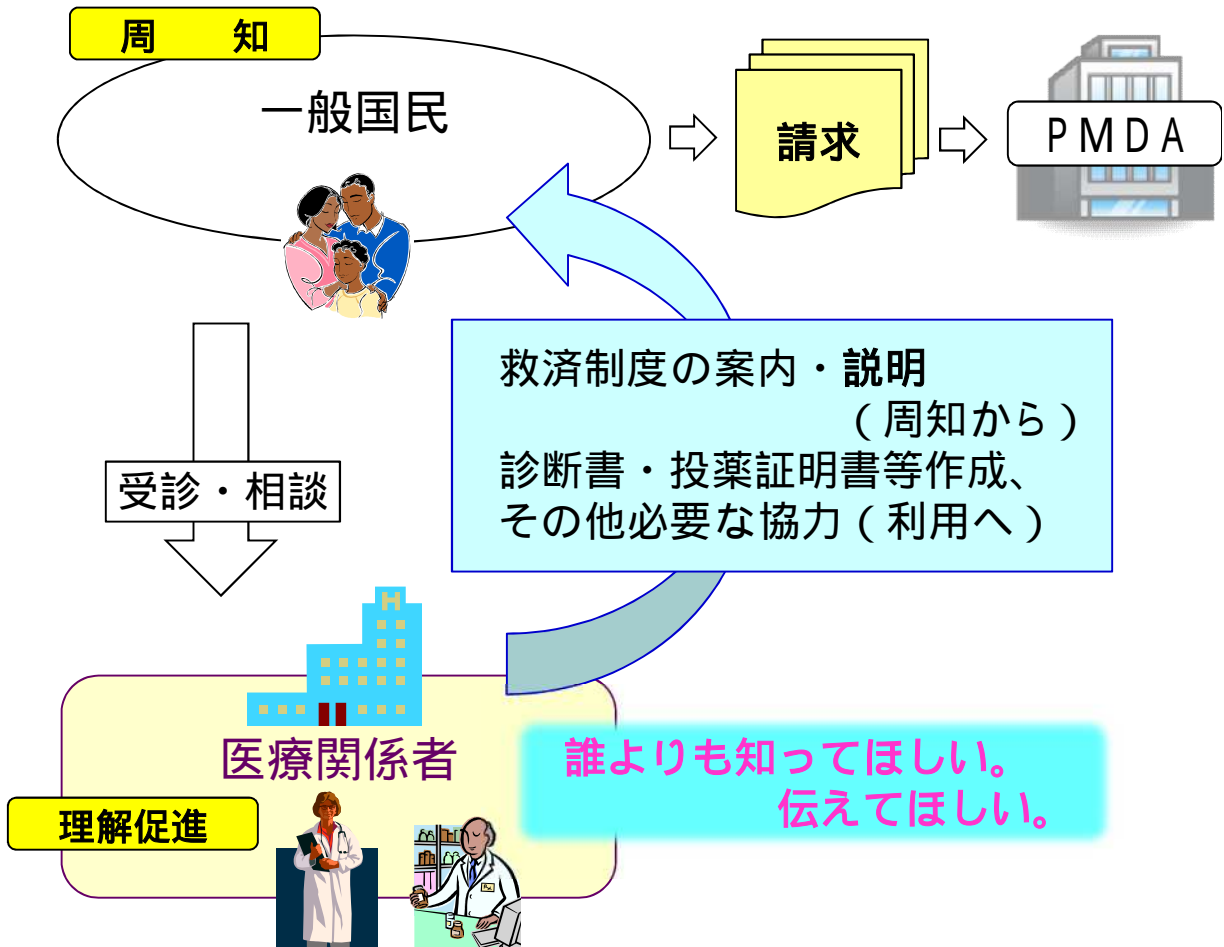 周　知
一般国民
請求
ＰＭＤＡ
救済制度の案内・説明
（周知から）
診断書・投薬証明書等作成、
その他必要な協力（利用へ）
受診・相談
H
医療関係者
理解促進
誰よりも知ってほしい。
伝えてほしい。